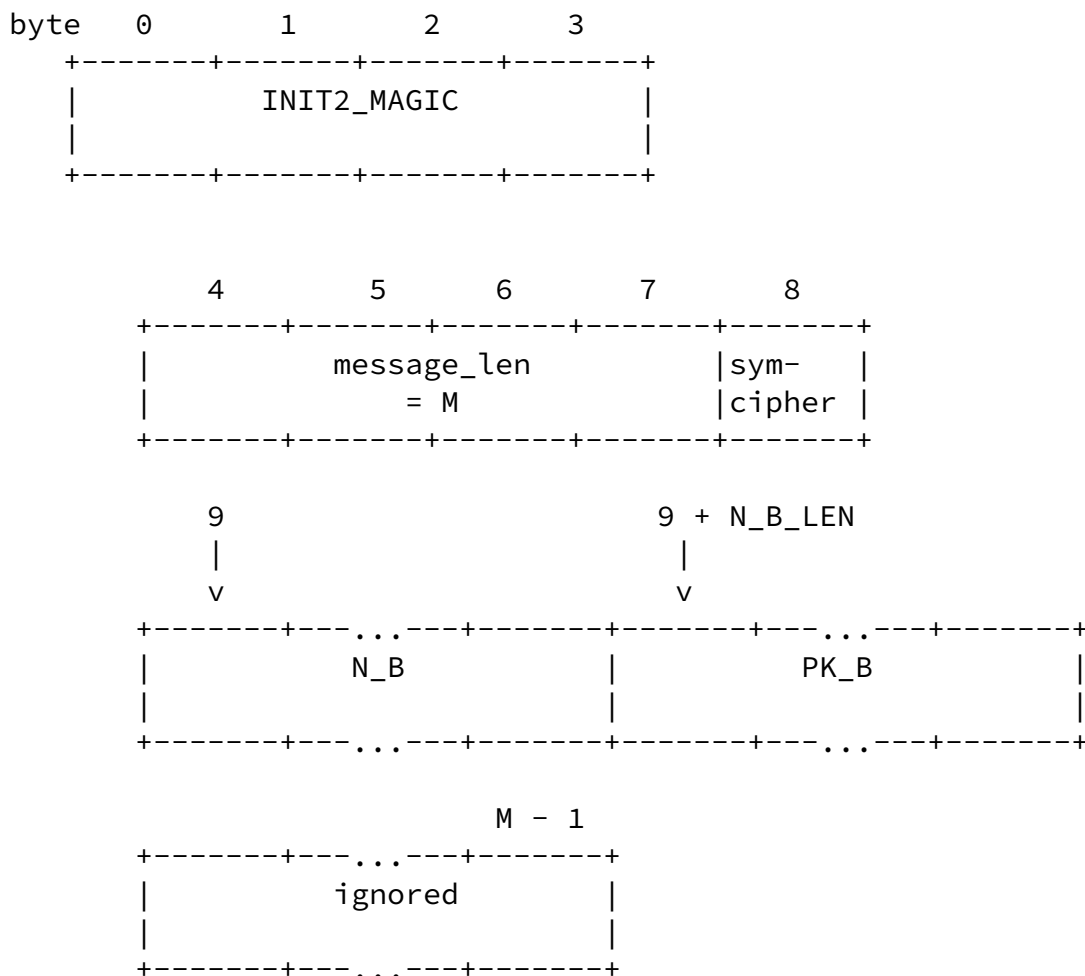 byte 0 1 2 3
+-------+-------+-------+-------+
| INIT2_MAGIC |
| |
+-------+-------+-------+-------+
4 5 6 7 8
+-------+-------+-------+-------+-------+
| message_len |sym- |
| = M |cipher |
+-------+-------+-------+-------+-------+
9 9 + N_B_LEN
| |
v v
+-------+---...---+-------+-------+---...---+-------+
| N_B | PK_B |
| | |
+-------+---...---+-------+-------+---...---+-------+
M - 1
+-------+---...---+-------+
| ignored |
| |
+-------+---...---+-------+